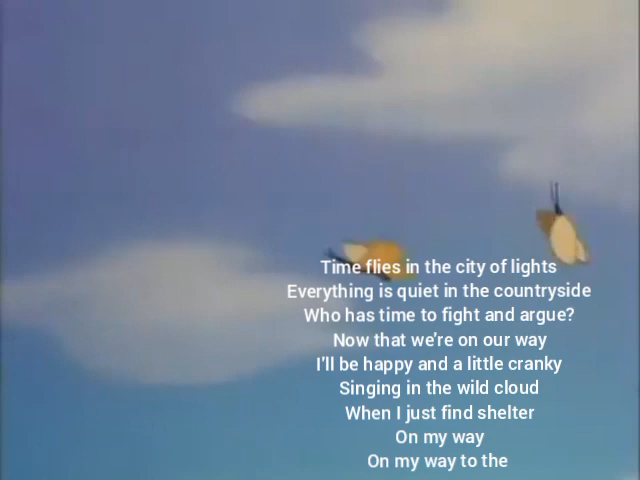 Time flies in the city of lights
Everything is quiet in the countryside
Who has time to fight and argue?
Now that we're on our way
I'll be happy and a little cranky
Singing in the wild cloud
When I just find shelter
On my way
On my way to the